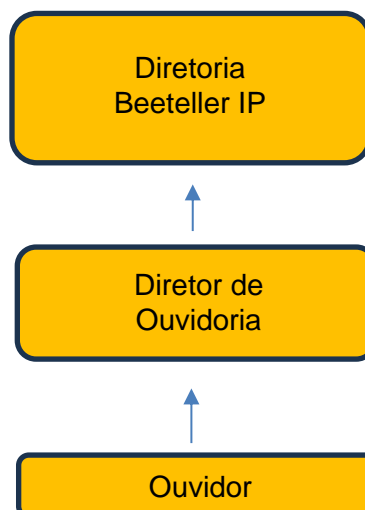 Diretoria
Beeteller IP
Diretor de
Ouvidoria
Ouvidor